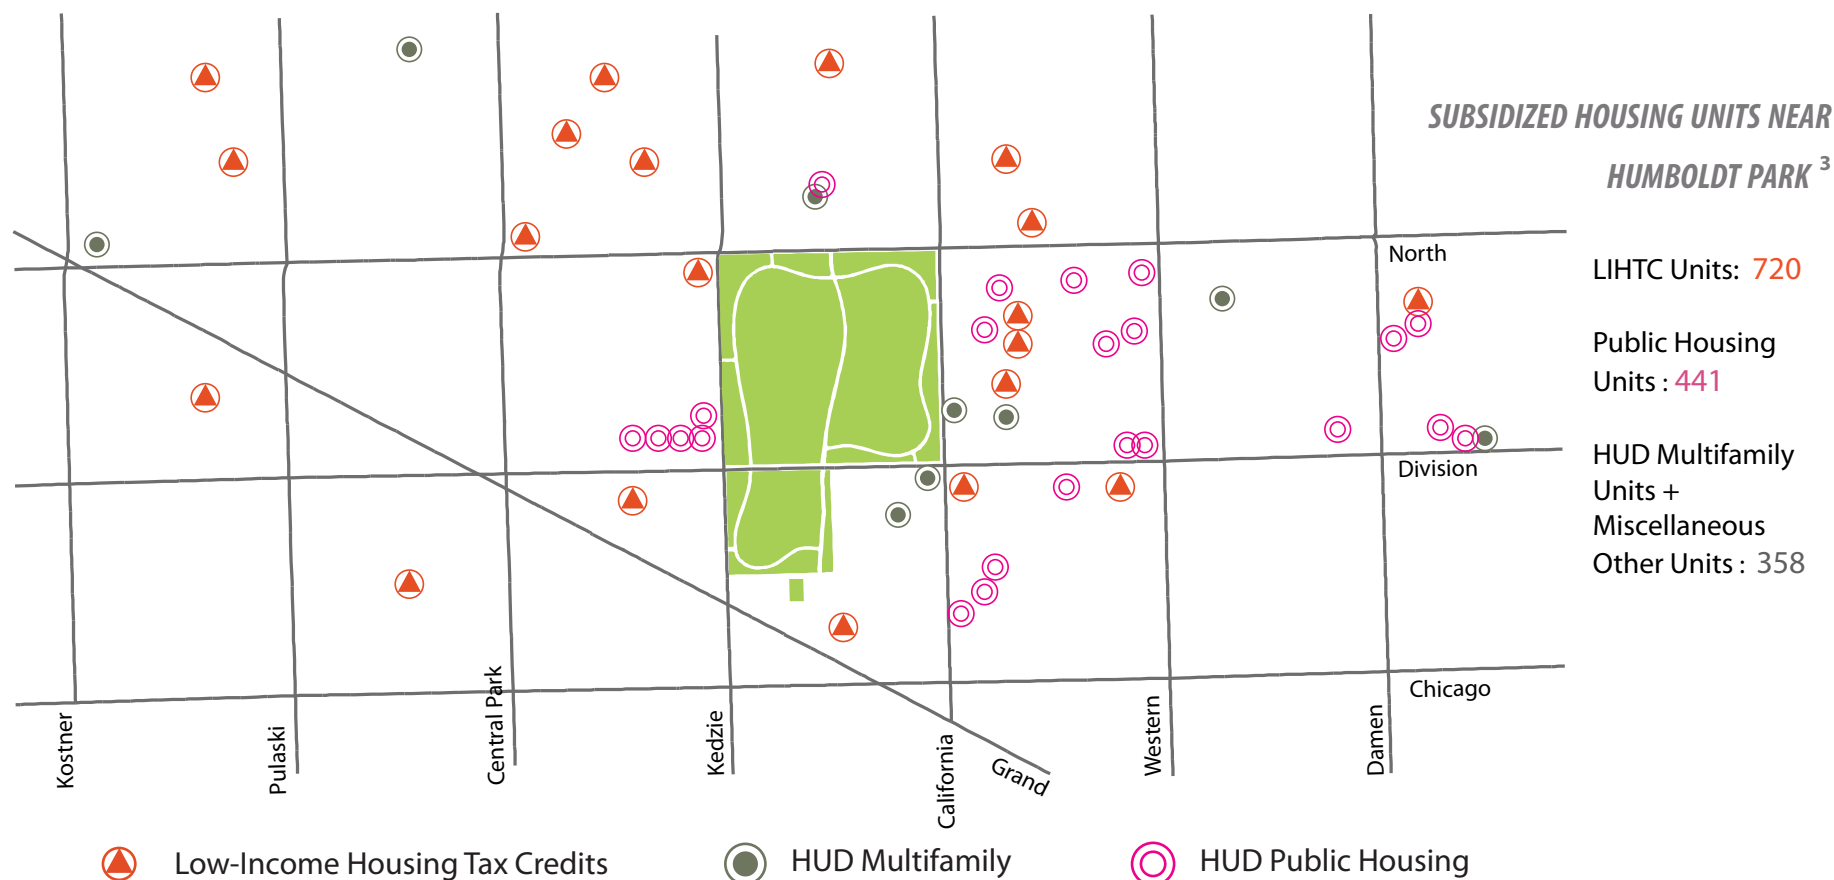 SUBSIDIZED HOUSING UNITS NEAR
HUMBOLDT PARK 3
North
LIHTC Units: 720
Public Housing
Units : 441
HUD Multifamily
Units +
Miscellaneous
Other Units : 358
Division
Chicago
Kostner
Pulaski
Central Park
Kedzie
California
Grand
Western
Damen
Low-Income Housing Tax Credits
HUD Multifamily
HUD Public Housing